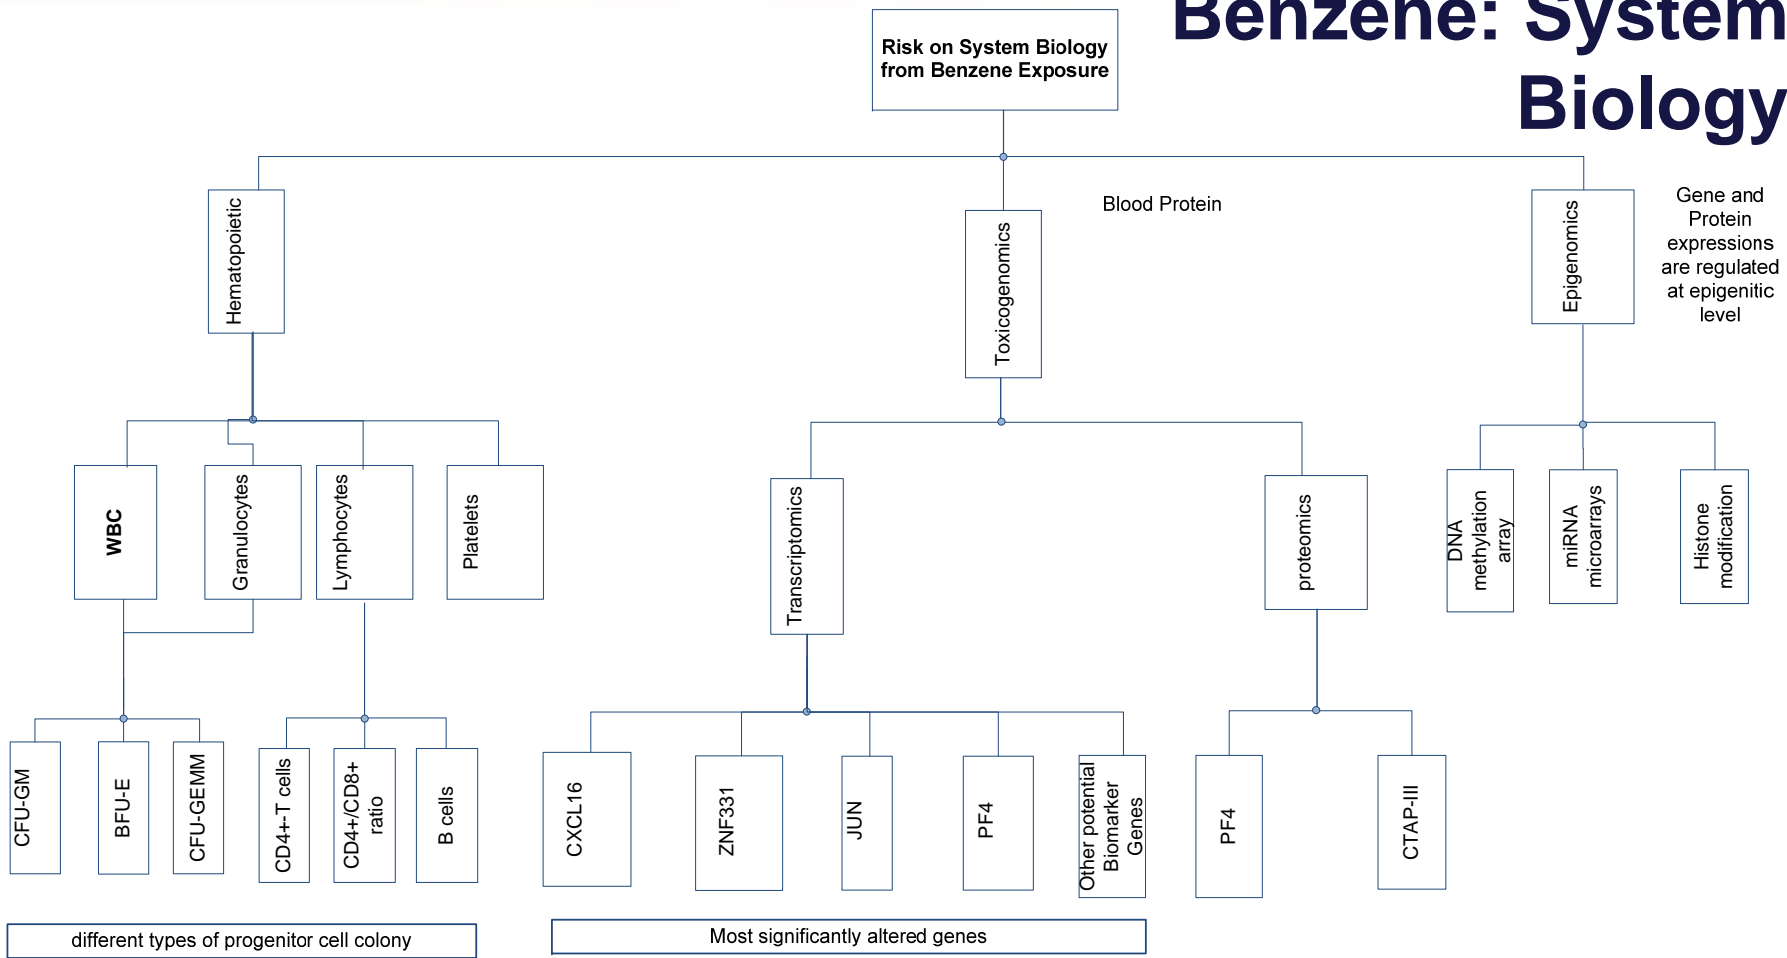 Benzene: System
Biology
Risk on System Biology
from Benzene Exposure
Hematopoietic
Toxicogenomics
Blood Protein
Epigenomics
Gene and
Protein
expressions
are regulated
at epigenitic
level
WBC
Granulocytes
Lymphocytes
Platelets
Transcriptomics
proteomics
DNA
methylation
array
miRNA
microarrays
Histone
modification
CFU-GM
BFU-E
CFU-GEMM
CD4+-T cells
CD4+/CD8+
ratio
B cells
CXCL16
ZNF331
JUN
PF4
Other potential
Biomarker
Genes
PF4
CTAP-III
different types of progenitor cell colony
Most significantly altered genes